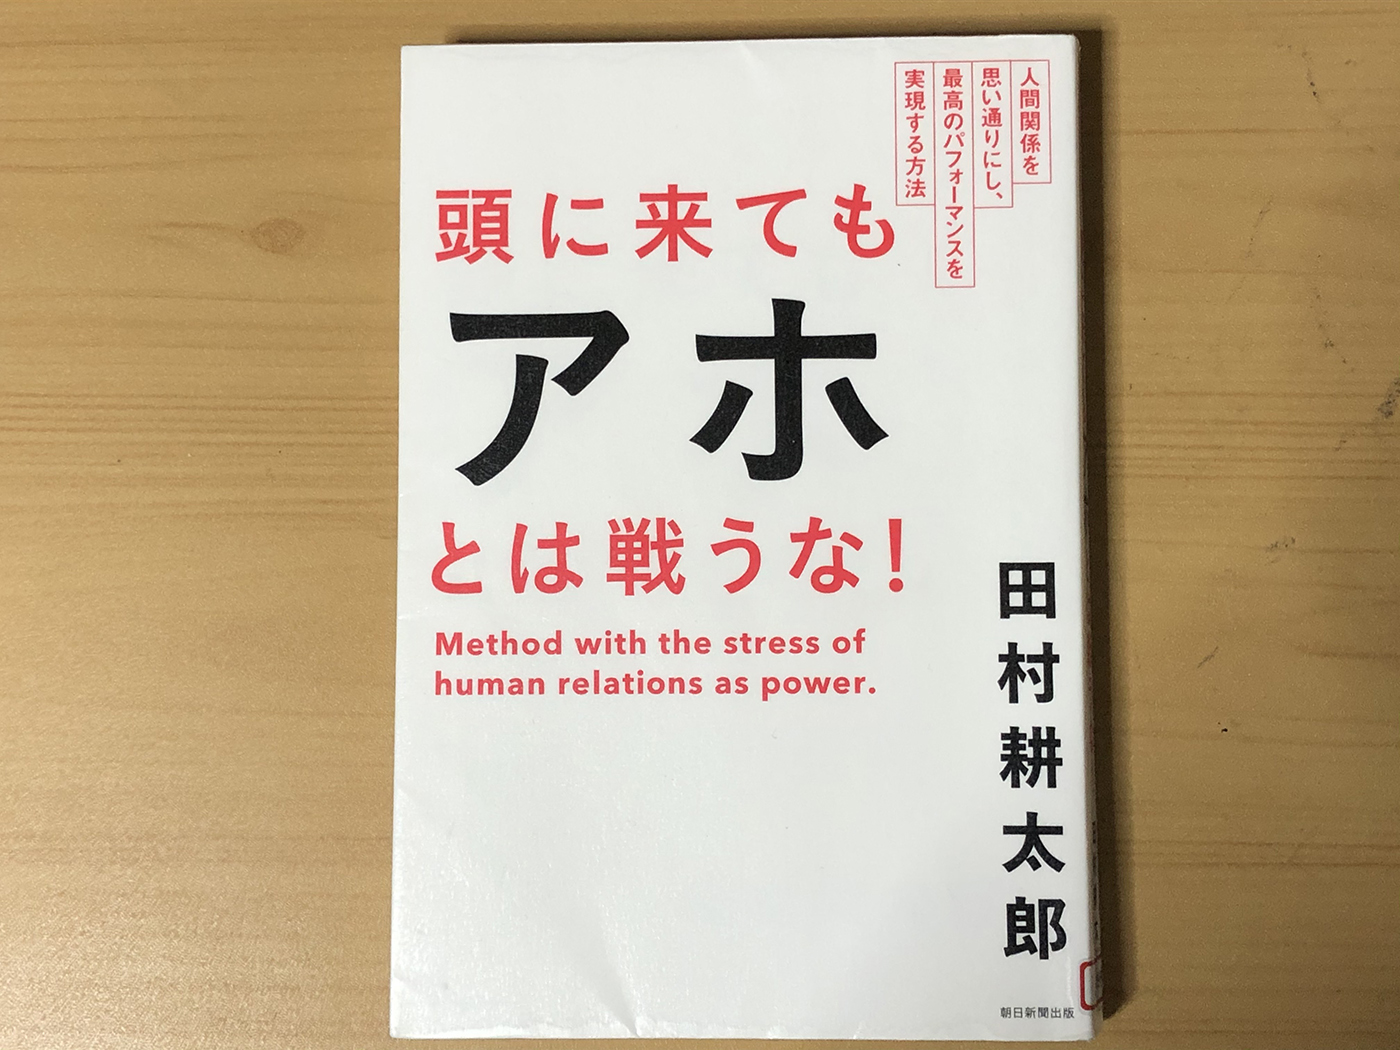 人間関係を
思い通りにし、
最高のパフォーマンスを
実現する方法
頭に来ても
アホ
とは戦うな!
Method with the stress of
human relations as power.
田村耕太郎
朝日新聞出版